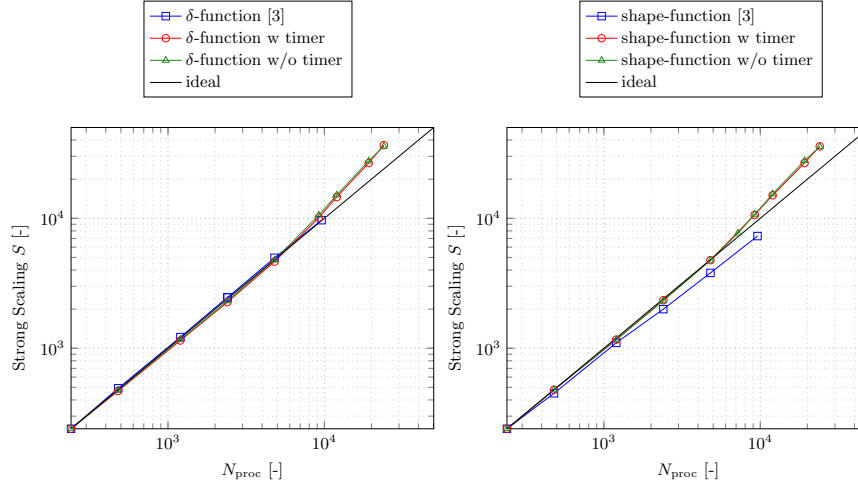 δ-function [3]
δ-function w timer
δ-function w/o timer
ideal
10^4
10^3
Strong Scaling S [-]
10^3
10^4
N_proc [-]
shape-function [3]
shape-function w timer
shape-function w/o timer
ideal
10^4
10^3
Strong Scaling S [-]
10^3
10^4
N_proc [-]